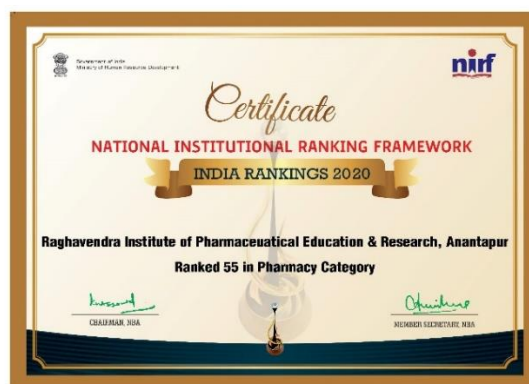 Government of India
Ministry of Human Resource Development
nirf
Certificate
NATIONAL INSTITUTIONAL RANKING FRAMEWORK
INDIA RANKINGS 2020
Raghavendra Institute of Pharmaceuatical Education & Research, Anantapur
Ranked 55 in Pharmacy Category
CHAIRMAN, NBA
MEMBER SECRETARY, NBA